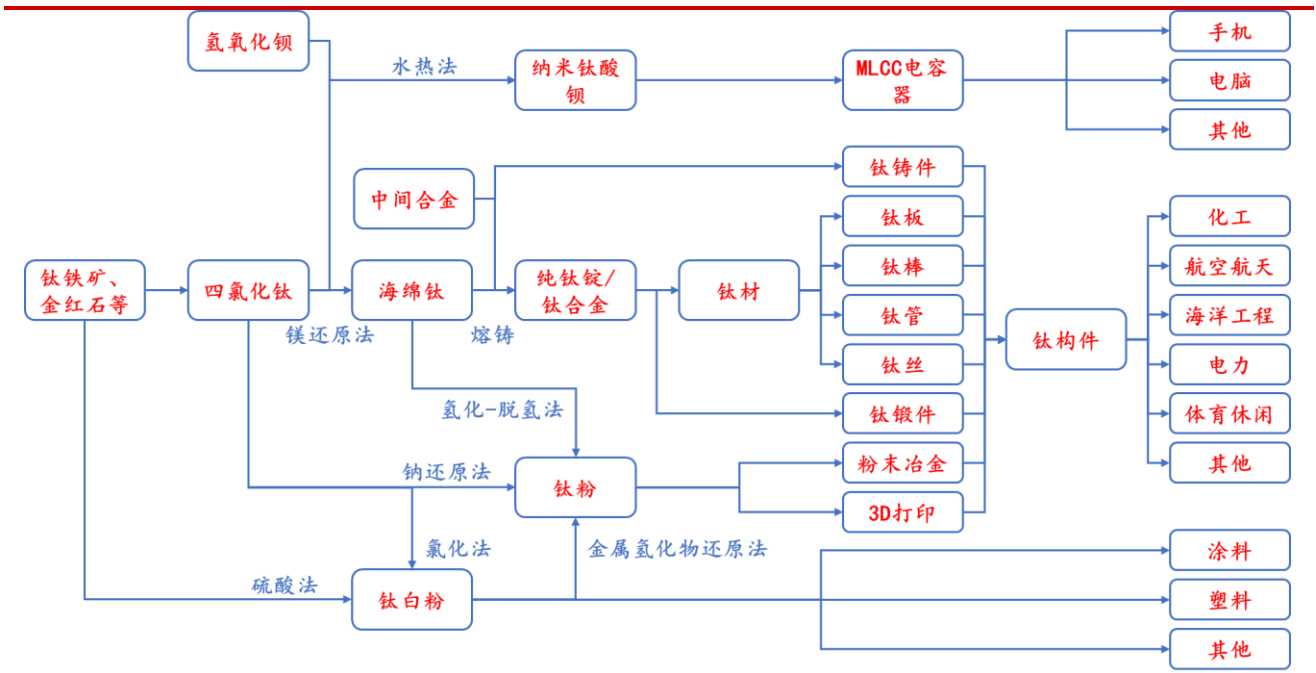 氢氧化钡
水热法
纳米钛酸
钡
MLCC电容
器
手机
电脑
其他
中间合金
钛铁矿、
金红石等
四氯化钛
镁还原法
海绵钛
熔铸
纯钛锭/
钛合金
钛材
钛铸件
钛板
钛棒
钛管
钛丝
钛锻件
粉末冶金
3D打印
钛构件
化工
航空航天
海洋工程
电力
体育休闲
其他
氢化-脱氢法
钠还原法
钛粉
氯化法
金属氢化物还原法
硫酸法
钛白粉
涂料
塑料
其他